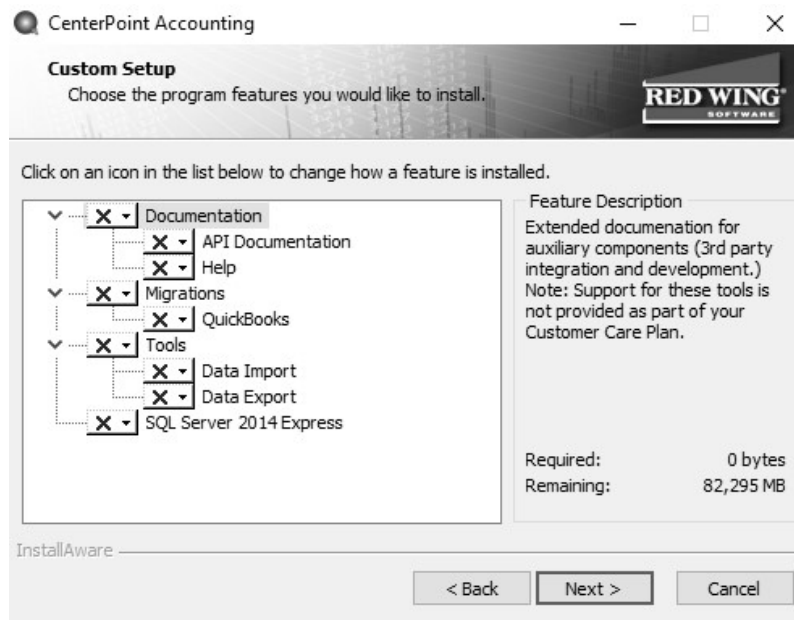 CenterPoint Accounting
Custom Setup
Choose the program features you would like to install.
RED WING
SOFTWARE
Click on an icon in the list below to change how a feature is installed.
Documentation
API Documentation
Help
Migrations
QuickBooks
Tools
Data Import
Data Export
SQL Server 2014 Express
Feature Description
Extended documenation for
auxiliary components (3rd party
integration and development.)
Note: Support for these tools is
not provided as part of your
Customer Care Plan.
Required: 0 bytes
Remaining: 82,295 MB
InstallAware
< Back Next > Cancel